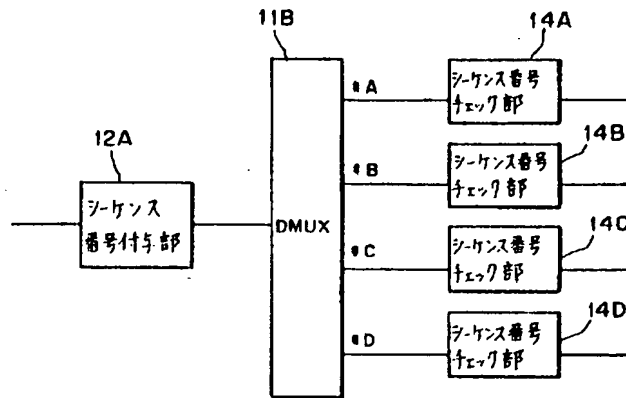 11B
14A
#A
シーケンス番号
チェック部
12A
14B
#B
シーケンス番号
チェック部
シーケンス
番号付与部
DMUX
14C
#C
シーケンス番号
チェック部
14D
#D
シーケンス番号
チェック部